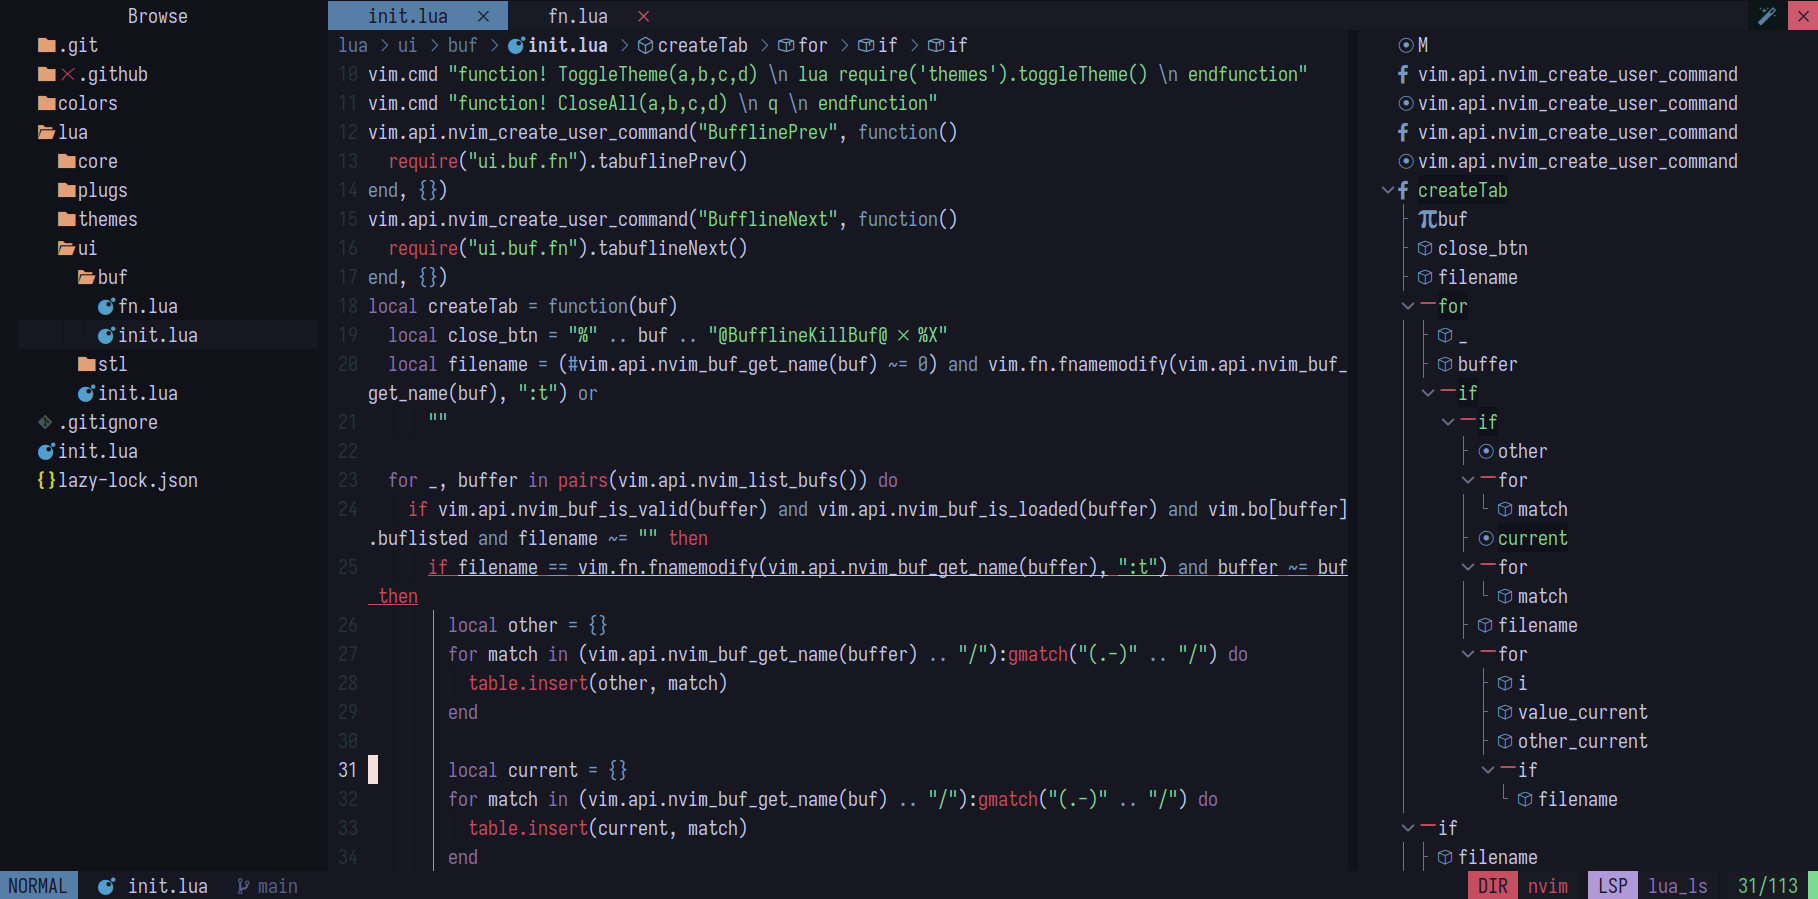 Browse
.git
.github
colors
lua
core
plugs
themes
ui
buf
fn.lua
init.lua
stl
init.lua
.gitignore
init.lua
{}lazy-lock.json
init.lua ×
fn.lua ×
×
lua > ui > buf > init.lua > createTab > for > if > if
10 vim.cmd "function! ToggleTheme(a,b,c,d) \n lua require('themes').toggleTheme() \n endfunction"
11 vim.cmd "function! CloseAll(a,b,c,d) \n q \n endfunction"
12 vim.api.nvim_create_user_command("BufflinePrev", function()
13   require("ui.buf.fn").tabuflinePrev()
14 end, {})
15 vim.api.nvim_create_user_command("BufflineNext", function()
16   require("ui.buf.fn").tabuflineNext()
17 end, {})
18 local createTab = function(buf)
19   local close_btn = "%" .. buf .. "@BufflineKillBuf@ × %X"
20   local filename = (#vim.api.nvim_buf_get_name(buf) ~= 0) and vim.fn.fnamemodify(vim.api.nvim_buf_
get_name(buf), ":t") or
21       ""
22
23   for _, buffer in pairs(vim.api.nvim_list_bufs()) do
24     if vim.api.nvim_buf_is_valid(buffer) and vim.api.nvim_buf_is_loaded(buffer) and vim.bo[buffer]
.buflisted and filename ~= "" then
25       if filename == vim.fn.fnamemodify(vim.api.nvim_buf_get_name(buffer), ":t") and buffer ~= buf
 then
26         local other = {}
27         for match in (vim.api.nvim_buf_get_name(buffer) .. "/"):gmatch("(.-)" .. "/") do
28           table.insert(other, match)
29         end
30
31         local current = {}
32         for match in (vim.api.nvim_buf_get_name(buf) .. "/"):gmatch("(.-)" .. "/") do
33           table.insert(current, match)
34         end
M
vim.api.nvim_create_user_command
vim.api.nvim_create_user_command
vim.api.nvim_create_user_command
vim.api.nvim_create_user_command
createTab
buf
close_btn
filename
for
_
buffer
if
if
other
for
match
current
for
match
filename
for
i
value_current
other_current
if
filename
if
filename
NORMAL init.lua main
DIR nvim LSP lua_ls 31/113